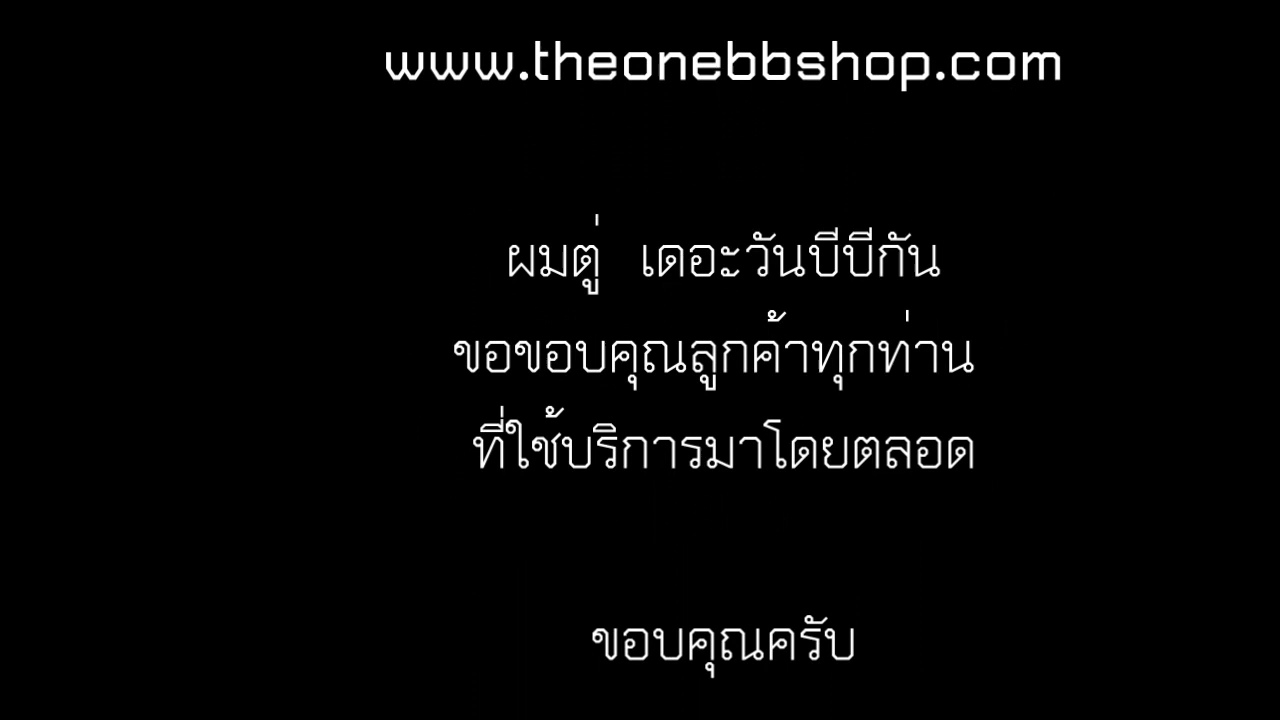 www.theonebbshop.com
ผมตู่ เดอะวันบีบีกัน
ขอขอบคุณลูกค้าทุกท่าน
ที่ใช้บริการมาโดยตลอด
ขอบคุณครับ